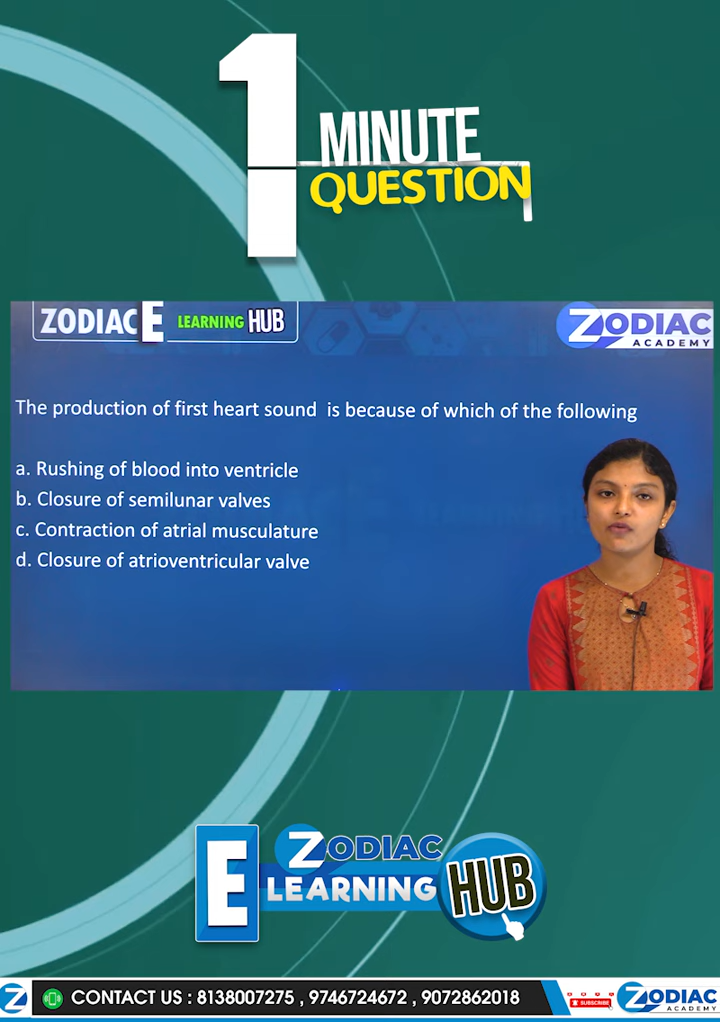 1
MINUTE
QUESTION
ZODIAC E LEARNING HUB
ZODIAC
ACADEMY
The production of first heart sound is because of which of the following
a. Rushing of blood into ventricle
b. Closure of semilunar valves
c. Contraction of atrial musculature
d. Closure of atrioventricular valve
ZODIAC
E LEARNING HUB
Z CONTACT US : 8138007275 , 9746724672 , 9072862018
SUBSCRIBE
ZODIAC
ACADEMY